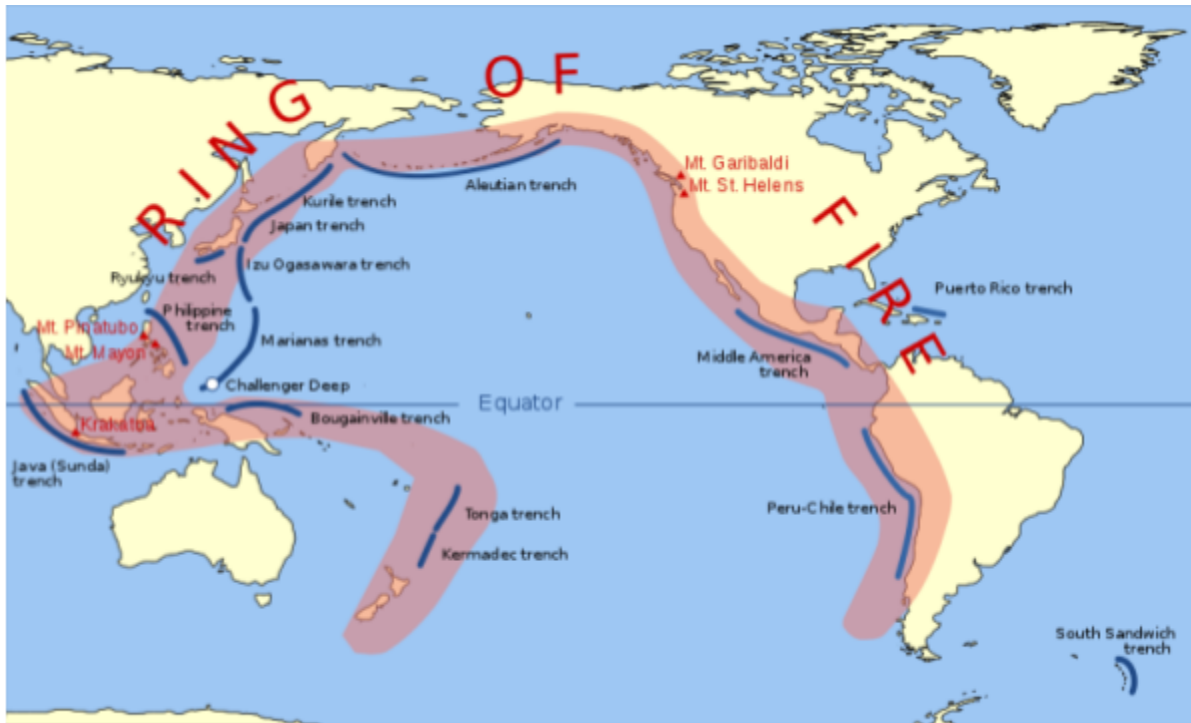 RING OF FIRE
Mt. Garibaldi
Mt. St. Helens
Aleutian trench
Kurile trench
Japan trench
Izu Ogasawara trench
Ryukyu trench
Puerto Rico trench
Philippine
trench
Mt. Pinatubo
Mt. Mayon
Marianas trench
Middle America
trench
Challenger Deep
Equator
Bougainville trench
Krakatoa
Java (Sunda)
trench
Tonga trench
Peru-Chile trench
Kermadec trench
South Sandwich
trench